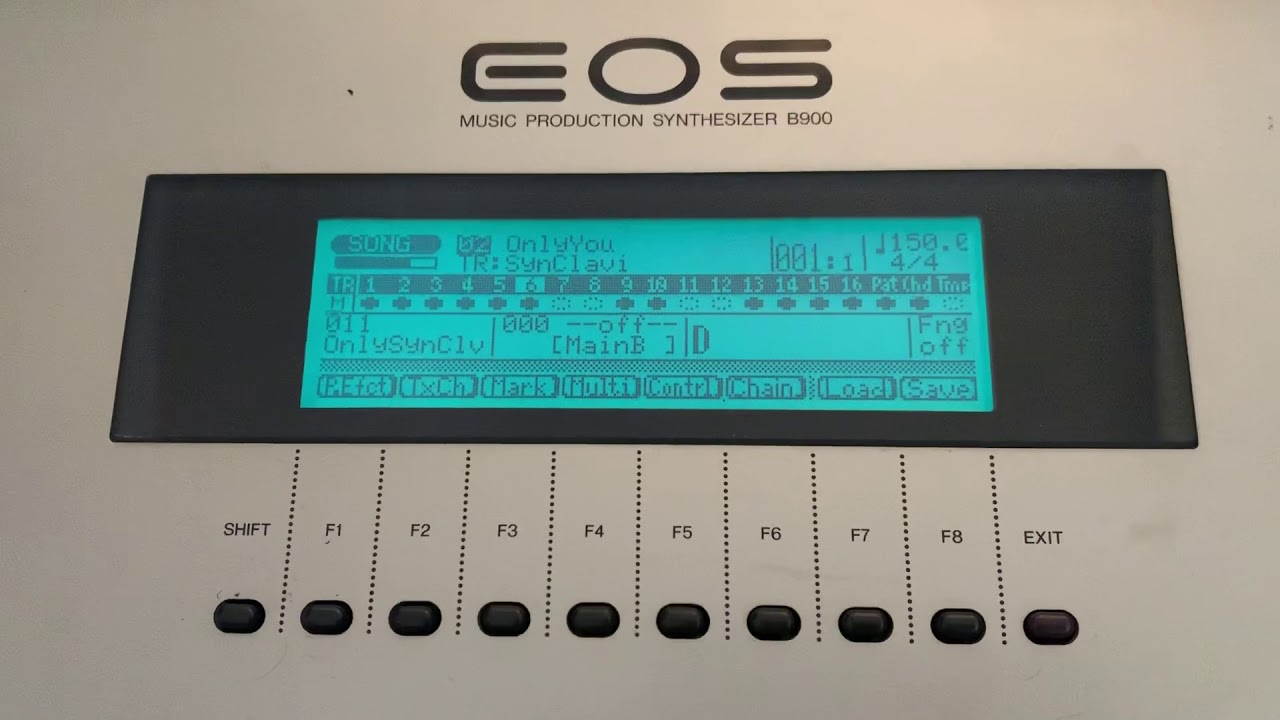 EOS
MUSIC PRODUCTION SYNTHESIZER B900
SONG 02 OnlyYou 001:1 ♩150.0
TR:SynClavi 4/4
TR 1 2 3 4 5 6 7 8 9 10 11 12 13 14 15 16 Pat Chd Tmp
M
011 000 --off-- D Fng
OnlySynClv [MainB ] off
P.Efct TxCh Mark Multi Contrl Chain Load Save
SHIFT F1 F2 F3 F4 F5 F6 F7 F8 EXIT